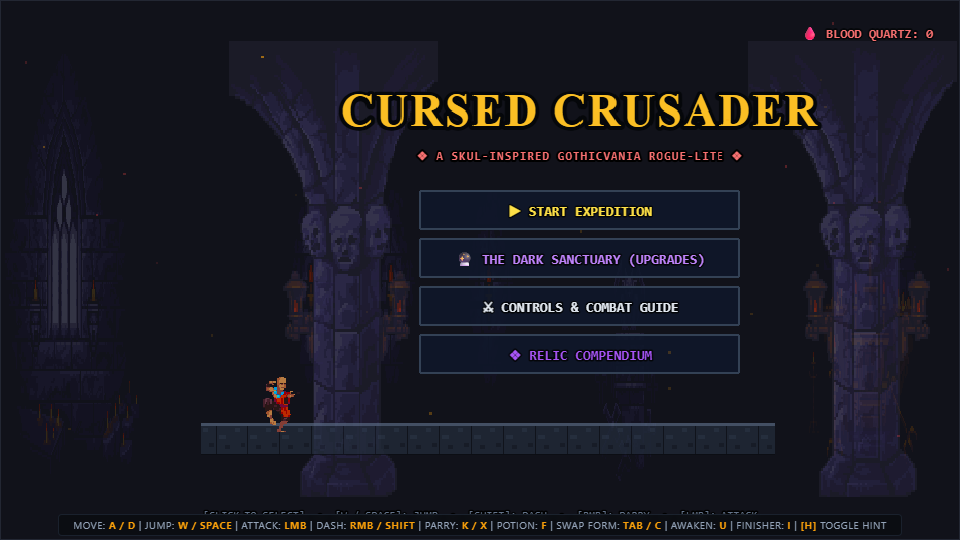 BLOOD QUARTZ: 0
CURSED CRUSADER
❖ A SKUL-INSPIRED GOTHICVANIA ROGUE-LITE ❖
▶ START EXPEDITION
🔮 THE DARK SANCTUARY (UPGRADES)
⚔ CONTROLS & COMBAT GUIDE
❖ RELIC COMPENDIUM
MOVE: A / D | JUMP: W / SPACE | ATTACK: LMB | DASH: RMB / SHIFT | PARRY: K / X | POTION: F | SWAP FORM: TAB / C | AWAKEN: U | FINISHER: I | [H] TOGGLE HINT